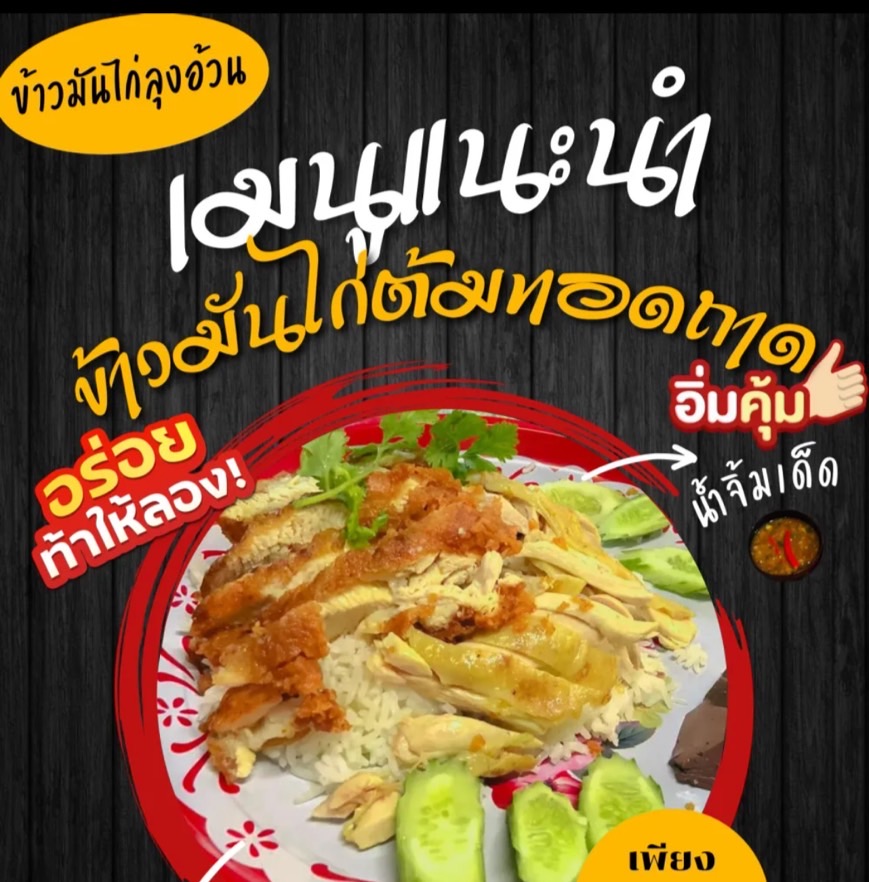 ข้าวมันไก่ลุงอ้วน
เมนูแนะนำ
ข้าวมันไก่ต้มทอดถาด
อิ่มคุ้ม
อร่อย
ท้าให้ลอง!
น้ำจิ้มเด็ด
เพียง